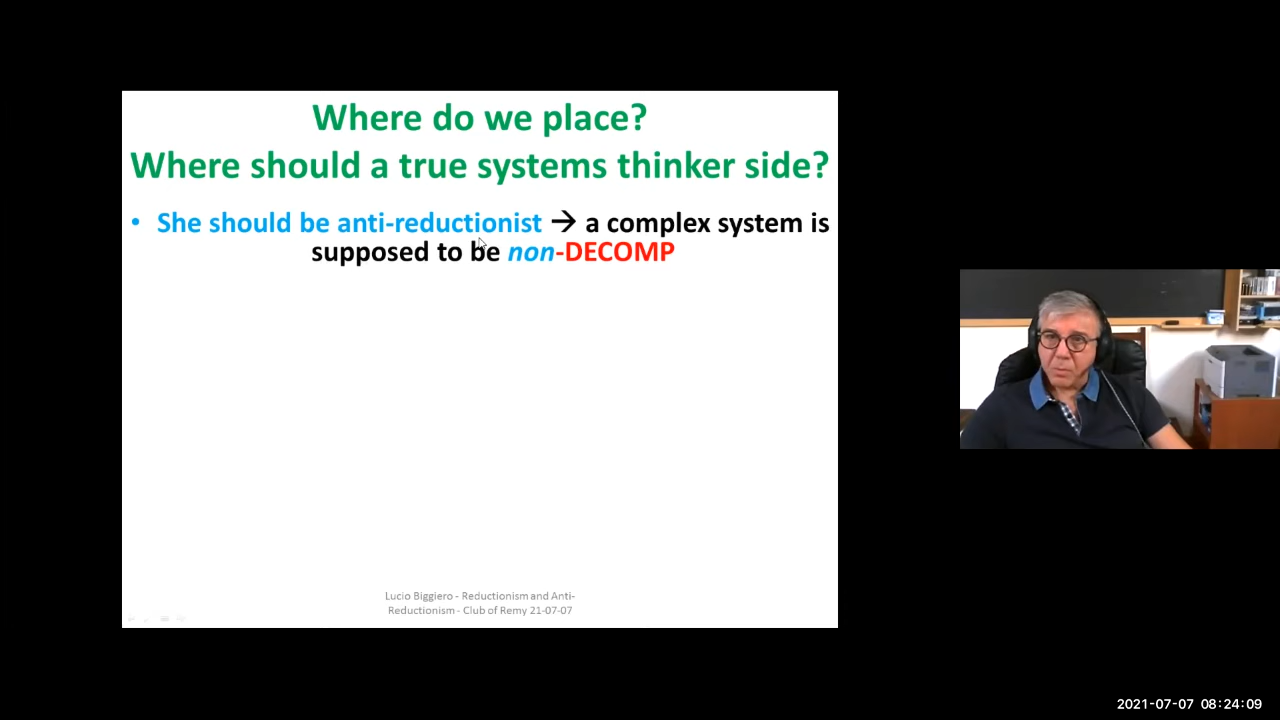 Where do we place?
Where should a true systems thinker side?
• She should be anti-reductionist → a complex system is
supposed to be non-DECOMP
Lucio Biggiero - Reductionism and Anti-
Reductionism - Club of Remy 21-07-07
2021-07-07 08:24:09